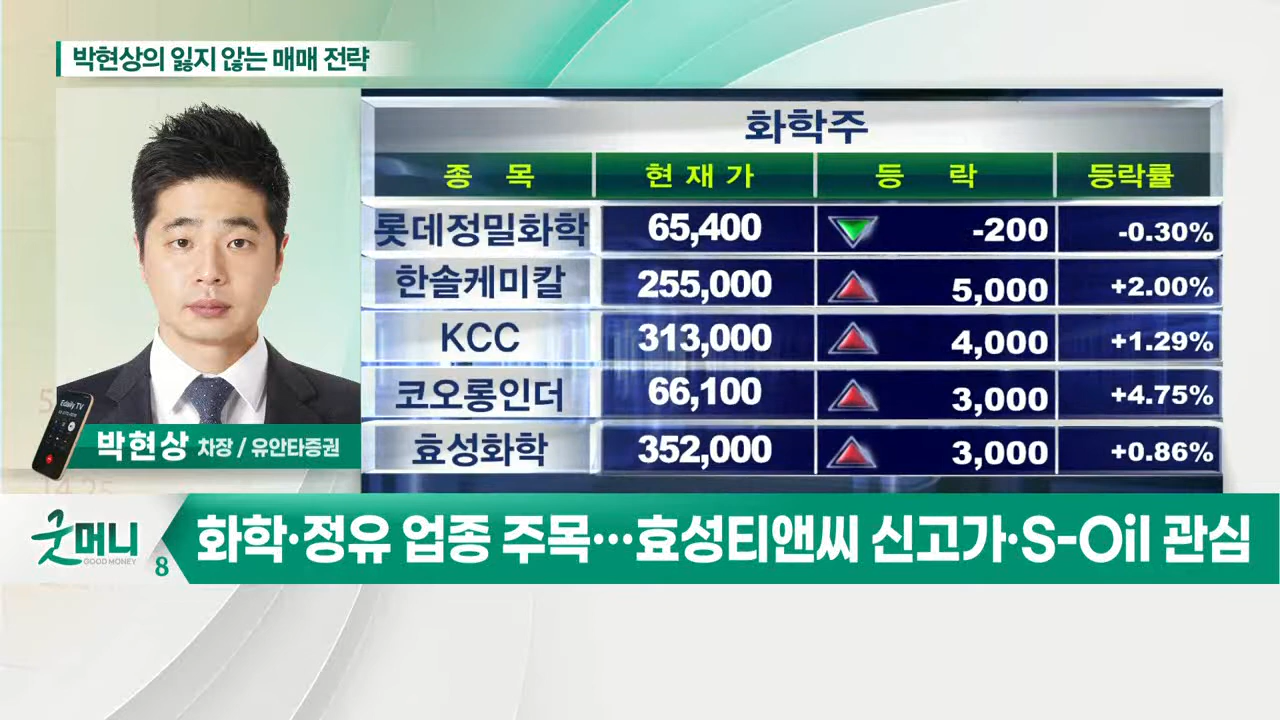 박현상의 잃지 않는 매매 전략
화학주
종 목 현 재 가 등 락 등락률
롯데정밀화학 65,400 ▼ -200 -0.30%
한솔케미칼 255,000 ▲ 5,000 +2.00%
KCC 313,000 ▲ 4,000 +1.29%
코오롱인더 66,100 ▲ 3,000 +4.75%
효성화학 352,000 ▲ 3,000 +0.86%
Edaily TV
박현상 차장 / 유안타증권
굿머니
GOOD MONEY
8
화학·정유 업종 주목…효성티앤씨 신고가·S-Oil 관심